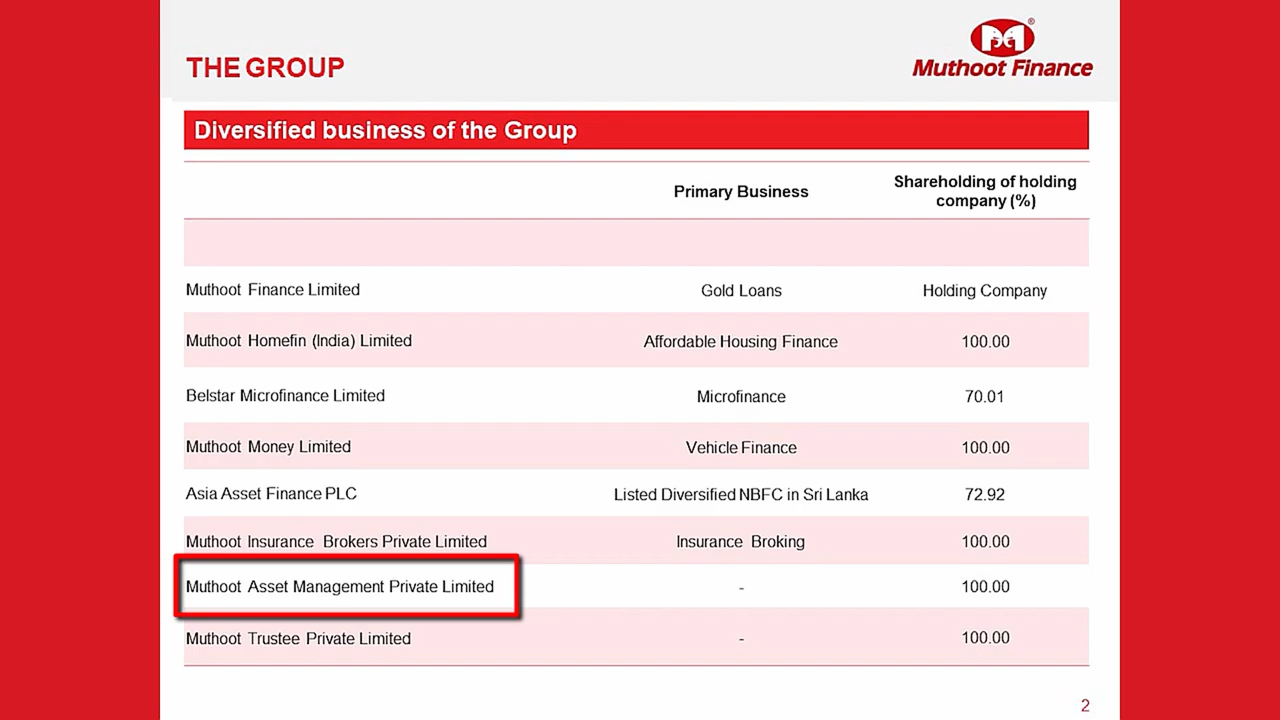 THE GROUP
Muthoot Finance
Diversified business of the Group
Primary Business
Shareholding of holding
company (%)
Muthoot Finance Limited Gold Loans Holding Company
Muthoot Homefin (India) Limited Affordable Housing Finance 100.00
Belstar Microfinance Limited Microfinance 70.01
Muthoot Money Limited Vehicle Finance 100.00
Asia Asset Finance PLC Listed Diversified NBFC in Sri Lanka 72.92
Muthoot Insurance Brokers Private Limited Insurance Broking 100.00
Muthoot Asset Management Private Limited - 100.00
Muthoot Trustee Private Limited - 100.00
2